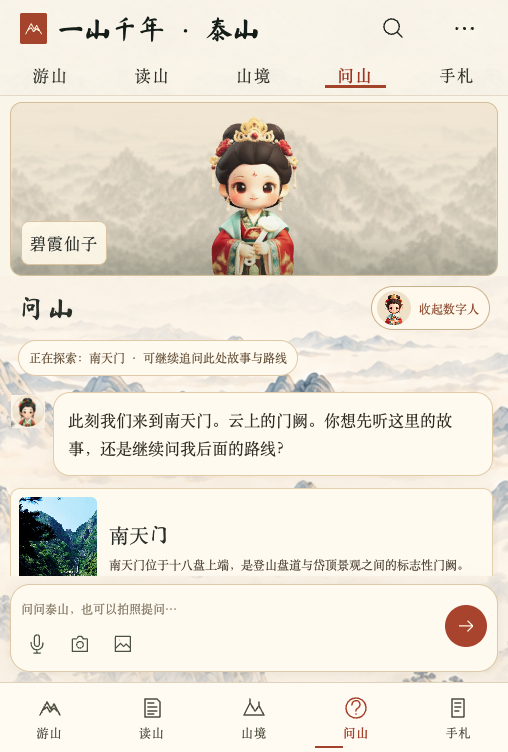 一山千年 · 泰山
游山 读山 山境 问山 手札
碧霞仙子
问山
收起数字人
正在探索：南天门 · 可继续追问此处故事与路线
此刻我们来到南天门。云上的门阙。你想先听这里的故
事，还是继续问我后面的路线？
南天门
南天门位于十八盘上端，是登山盘道与岱顶景观之间的标志性门阙。
问问泰山，也可以拍照提问…
游山 读山 山境 问山 手札